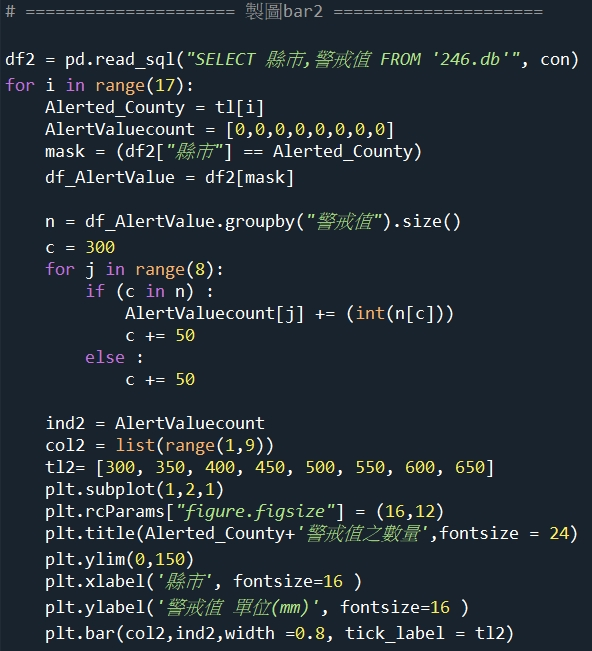 # ===================== 製圖bar2 =====================
df2 = pd.read_sql("SELECT 縣市,警戒值 FROM '246.db'", con)
for i in range(17):
    Alerted_County = tl[i]
    AlertValuecount = [0,0,0,0,0,0,0,0]
    mask = (df2["縣市"] == Alerted_County)
    df_AlertValue = df2[mask]
    n = df_AlertValue.groupby("警戒值").size()
    c = 300
    for j in range(8):
        if (c in n) :
            AlertValuecount[j] += (int(n[c]))
            c += 50
        else :
            c += 50
    ind2 = AlertValuecount
    col2 = list(range(1,9))
    tl2= [300, 350, 400, 450, 500, 550, 600, 650]
    plt.subplot(1,2,1)
    plt.rcParams["figure.figsize"] = (16,12)
    plt.title(Alerted_County+'警戒值之數量',fontsize = 24)
    plt.ylim(0,150)
    plt.xlabel('縣市', fontsize=16 )
    plt.ylabel('警戒值 單位(mm)', fontsize=16 )
    plt.bar(col2,ind2,width =0.8, tick_label = tl2)